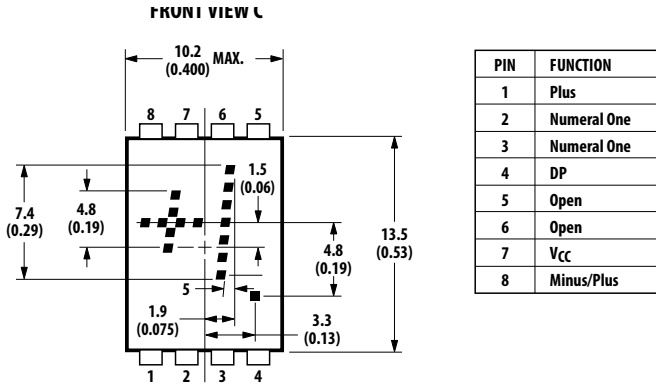 FRONT VIEW C
10.2
(0.400)
MAX.
8 7 6 5
1.5
(0.06)
7.4
(0.29)
4.8
(0.19)
4.8
(0.19)
13.5
(0.53)
5
1.9
(0.075)
3.3
(0.13)
1 2 3 4
PIN FUNCTION
1 Plus
2 Numeral One
3 Numeral One
4 DP
5 Open
6 Open
7 VCC
8 Minus/Plus